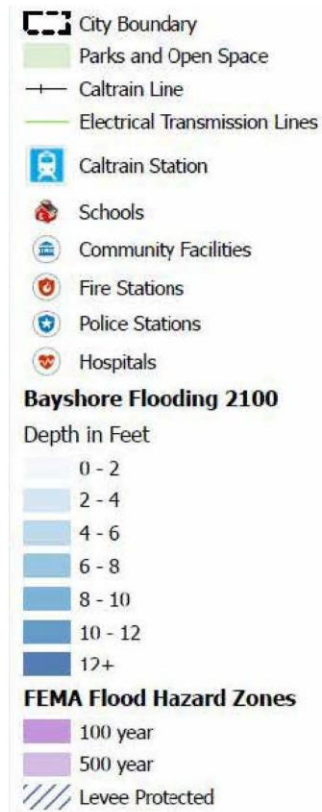 City Boundary
Parks and Open Space
Caltrain Line
Electrical Transmission Lines
Caltrain Station
Schools
Community Facilities
Fire Stations
Police Stations
Hospitals
Bayshore Flooding 2100
Depth in Feet
0 - 2
2 - 4
4 - 6
6 - 8
8 - 10
10 - 12
12+
FEMA Flood Hazard Zones
100 year
500 year
Levee Protected